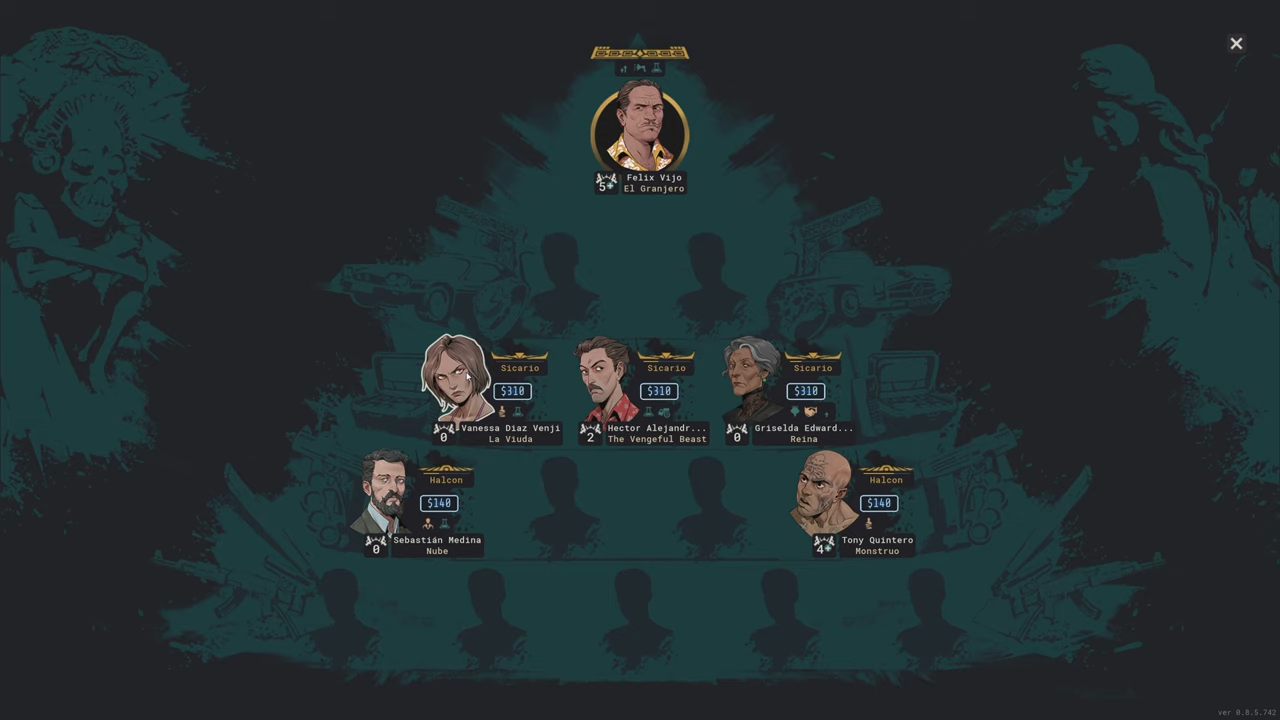 Felix Vijo
5+
El Granjero
Sicario
$310
Vanessa Diaz Venji
0
La Viuda
Sicario
$310
Hector Alejandr...
2
The Vengeful Beast
Sicario
$310
Griselda Edward...
0
Reina
Halcon
$140
Sebastián Medina
0
Nube
Halcon
$140
Tony Quintero
4+
Monstruo
ver 0.8.5.742